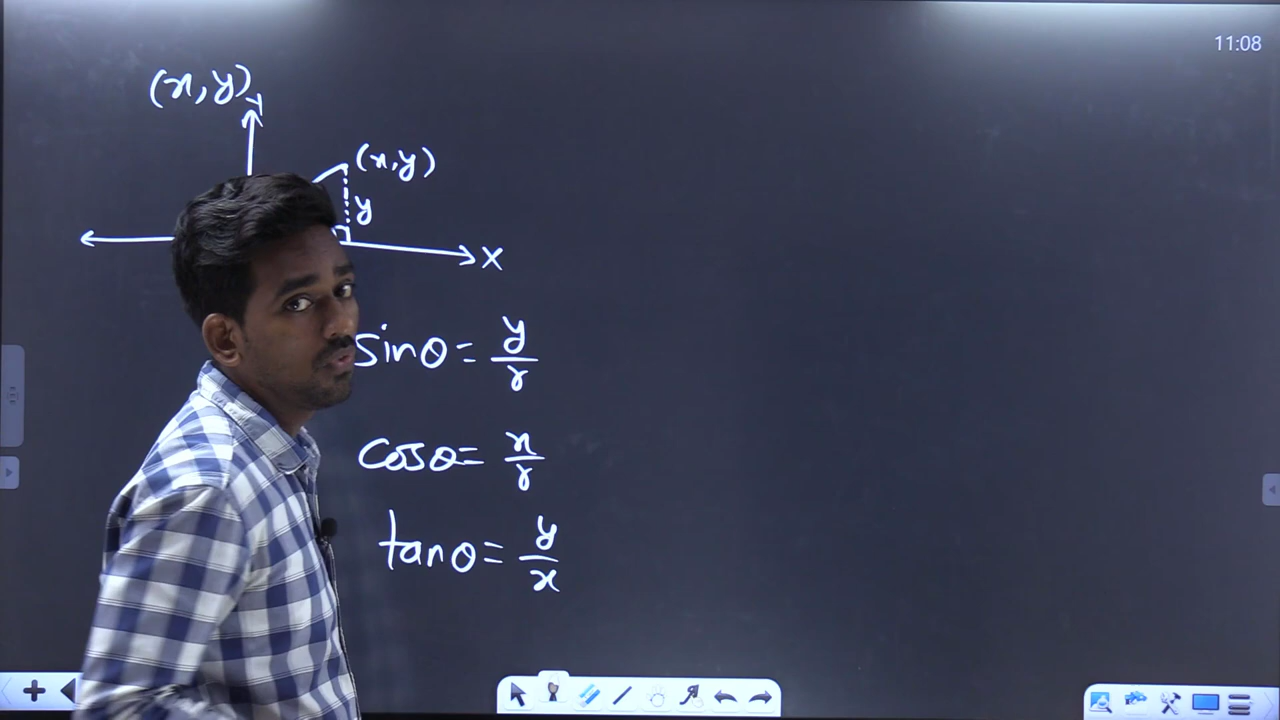 11:08
(x,y)
(x,y)
y
X
sinθ = y/r
cosθ = x/r
tanθ = y/x